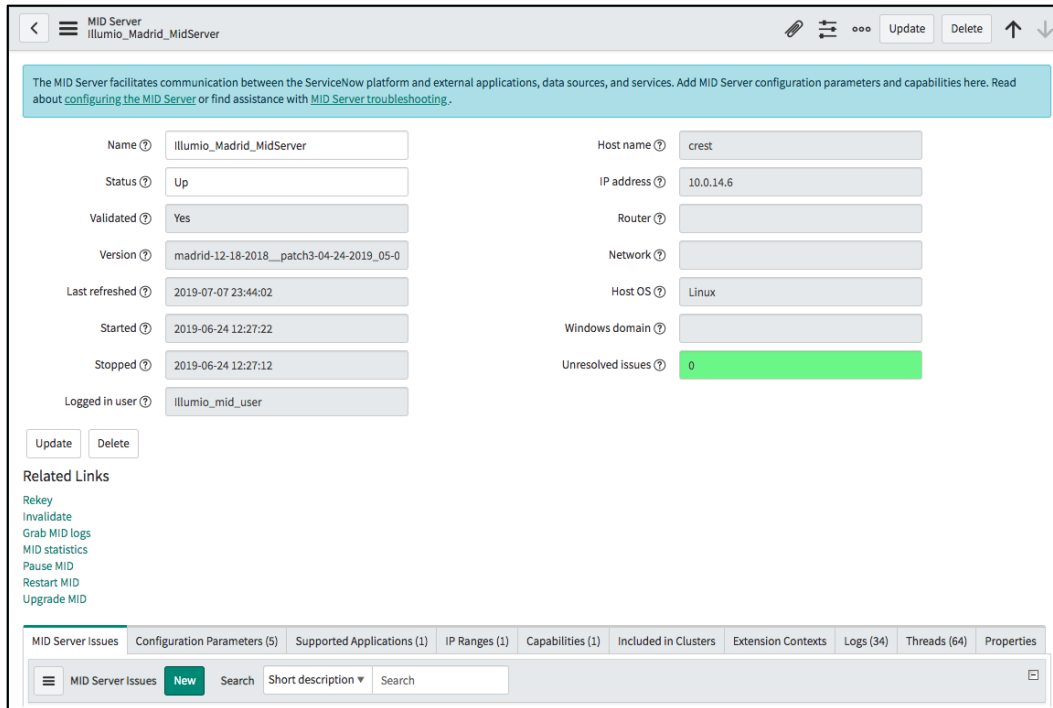 MID Server
Illumio_Madrid_MidServer
Update
Delete
The MID Server facilitates communication between the ServiceNow platform and external applications, data sources, and services. Add MID Server configuration parameters and capabilities here. Read
about configuring the MID Server or find assistance with MID Server troubleshooting .
Name
Illumio_Madrid_MidServer
Status
Up
Validated
Yes
Version
madrid-12-18-2018__patch3-04-24-2019_05-0
Last refreshed
2019-07-07 23:44:02
Started
2019-06-24 12:27:22
Stopped
2019-06-24 12:27:12
Logged in user
Illumio_mid_user
Host name
crest
IP address
10.0.14.6
Router
Network
Host OS
Linux
Windows domain
Unresolved issues
0
Update
Delete
Related Links
Rekey
Invalidate
Grab MID logs
MID statistics
Pause MID
Restart MID
Upgrade MID
MID Server Issues
Configuration Parameters (5)
Supported Applications (1)
IP Ranges (1)
Capabilities (1)
Included in Clusters
Extension Contexts
Logs (34)
Threads (64)
Properties
MID Server Issues
New
Search
Short description
Search